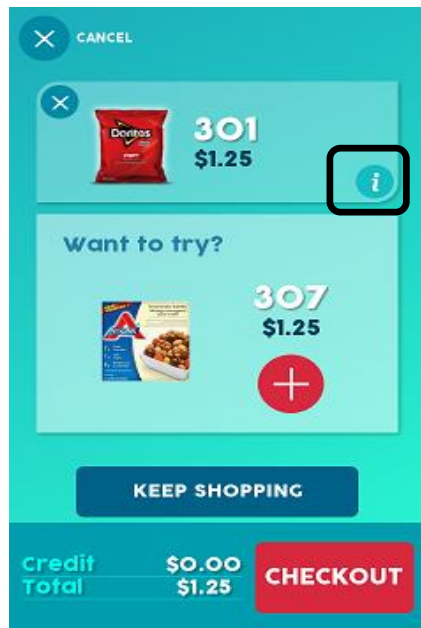 CANCEL
Doritos
301
$1.25
i
Want to try?
307
$1.25
KEEP SHOPPING
Credit $0.00
Total $1.25
CHECKOUT